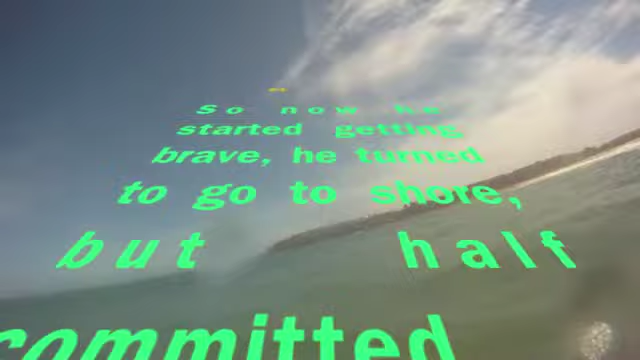 So now he
started getting
brave, he turned
to go to shore,
but half
committed